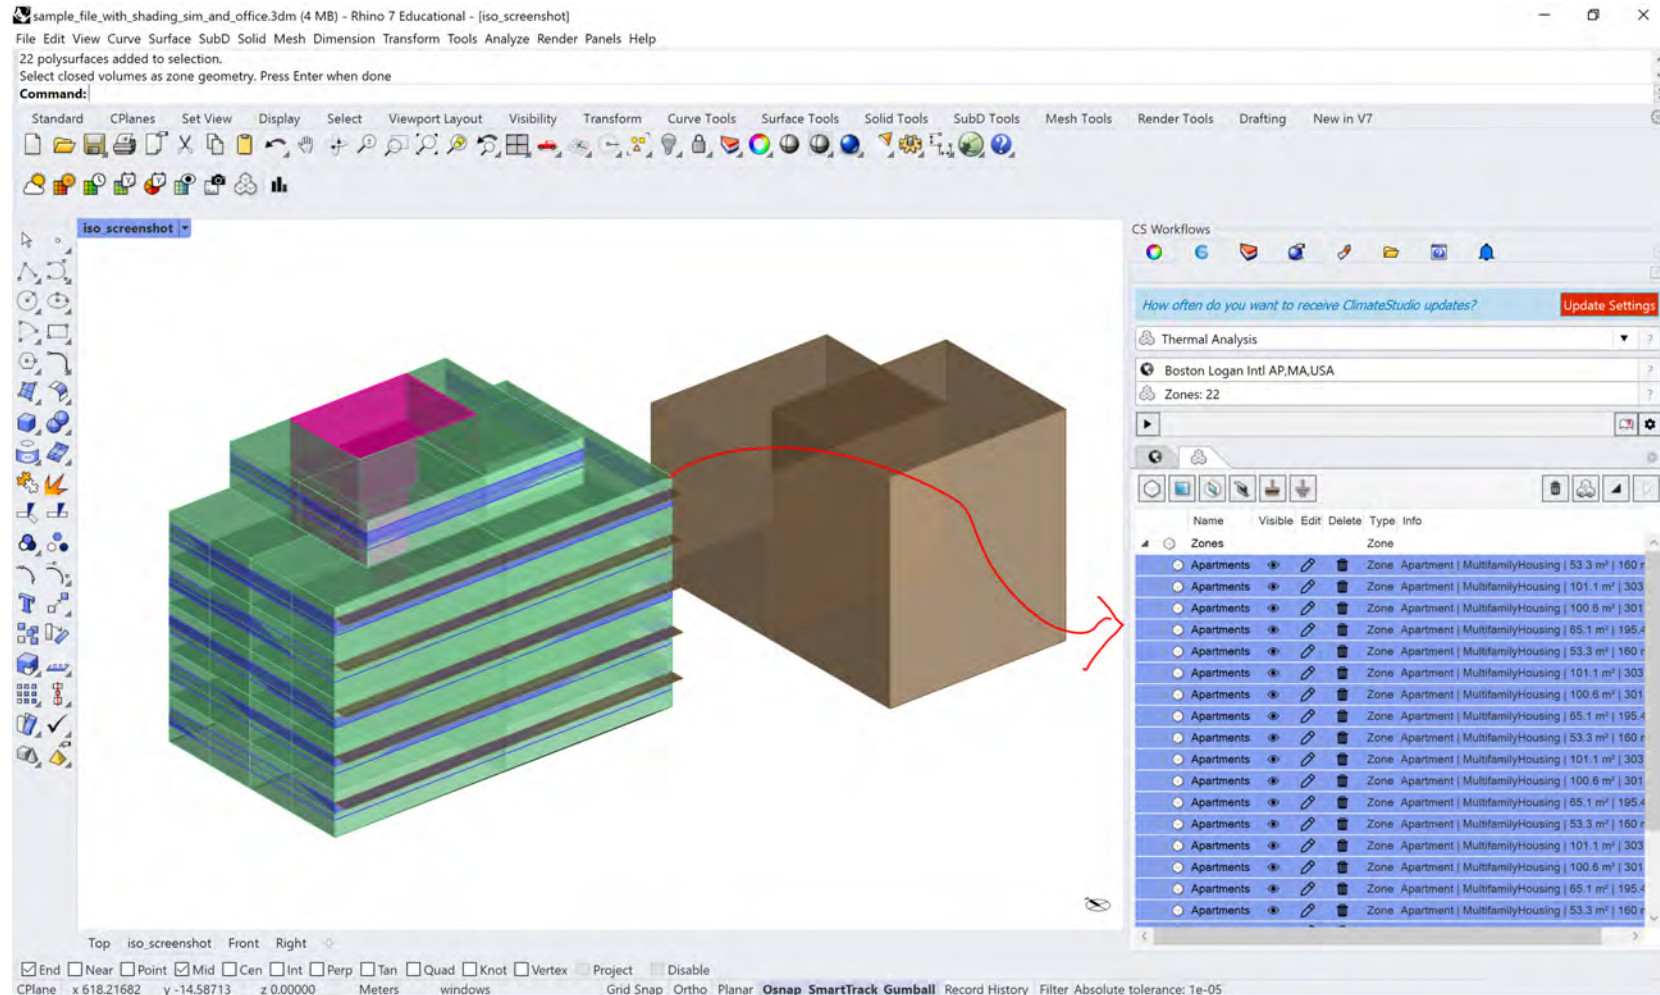 sample_file_with_shading_sim_and_office.3dm (4 MB) - Rhino 7 Educational - [iso_screenshot]
File Edit View Curve Surface SubD Solid Mesh Dimension Transform Tools Analyze Render Panels Help
22 polysurfaces added to selection.
Select closed volumes as zone geometry. Press Enter when done
Command:
Standard CPlanes Set View Display Select Viewport Layout Visibility Transform Curve Tools Surface Tools Solid Tools SubD Tools Mesh Tools Render Tools Drafting New in V7
iso_screenshot
CS Workflows
How often do you want to receive ClimateStudio updates? Update Settings
Thermal Analysis ?
Boston Logan Intl AP,MA,USA ?
Zones: 22 ?
Name Visible Edit Delete Type Info
Zones Zone
Apartments Zone Apartment | MultifamilyHousing | 53.3 m² | 160 
Apartments Zone Apartment | MultifamilyHousing | 101.1 m² | 303
Apartments Zone Apartment | MultifamilyHousing | 100.6 m² | 301
Apartments Zone Apartment | MultifamilyHousing | 65.1 m² | 195.4
Apartments Zone Apartment | MultifamilyHousing | 53.3 m² | 160
Apartments Zone Apartment | MultifamilyHousing | 101.1 m² | 303
Apartments Zone Apartment | MultifamilyHousing | 100.6 m² | 301
Apartments Zone Apartment | MultifamilyHousing | 65.1 m² | 195.4
Apartments Zone Apartment | MultifamilyHousing | 53.3 m² | 160
Apartments Zone Apartment | MultifamilyHousing | 101.1 m² | 303
Apartments Zone Apartment | MultifamilyHousing | 100.6 m² | 301
Apartments Zone Apartment | MultifamilyHousing | 65.1 m² | 195.4
Apartments Zone Apartment | MultifamilyHousing | 53.3 m² | 160
Apartments Zone Apartment | MultifamilyHousing | 101.1 m² | 303
Apartments Zone Apartment | MultifamilyHousing | 100.6 m² | 301
Apartments Zone Apartment | MultifamilyHousing | 65.1 m² | 195.4
Apartments Zone Apartment | MultifamilyHousing | 53.3 m² | 160
Top iso_screenshot Front Right
End Near Point Mid Cen Int Perp Tan Quad Knot Vertex Project Disable
CPlane x 618.21682 y -14.58713 z 0.00000 Meters windows Grid Snap Ortho Planar Osnap SmartTrack Gumball Record History Filter Absolute tolerance: 1e-05